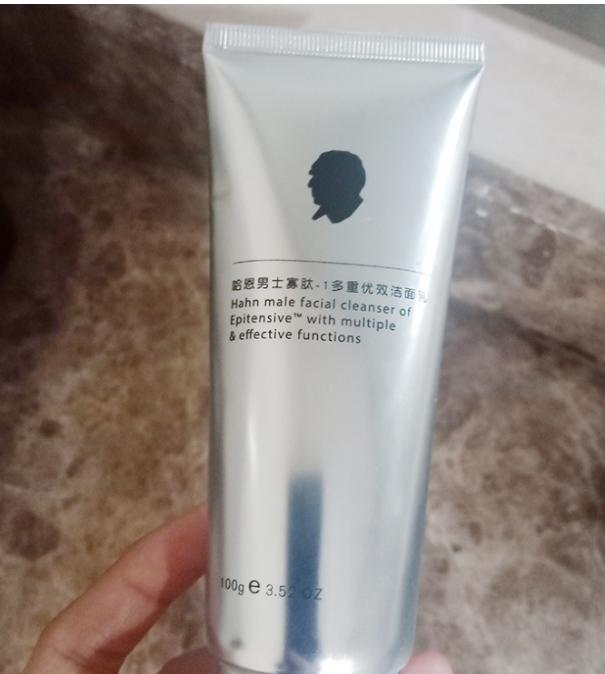 哈恩男士寡肽-1多重优效洁面乳
Hahn male facial cleanser of
Epitensive™ with multiple
& effective functions
100g e 3.52 OZ